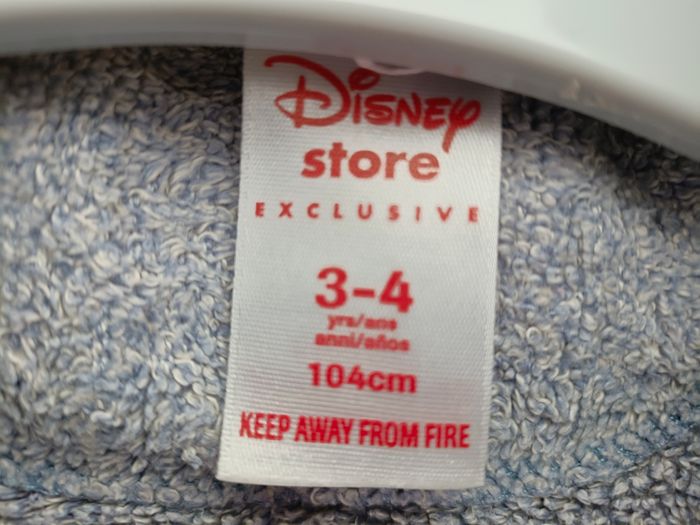 Disney
store
EXCLUSIVE
3-4
yrs/ans
anni/años
104cm
KEEP AWAY FROM FIRE